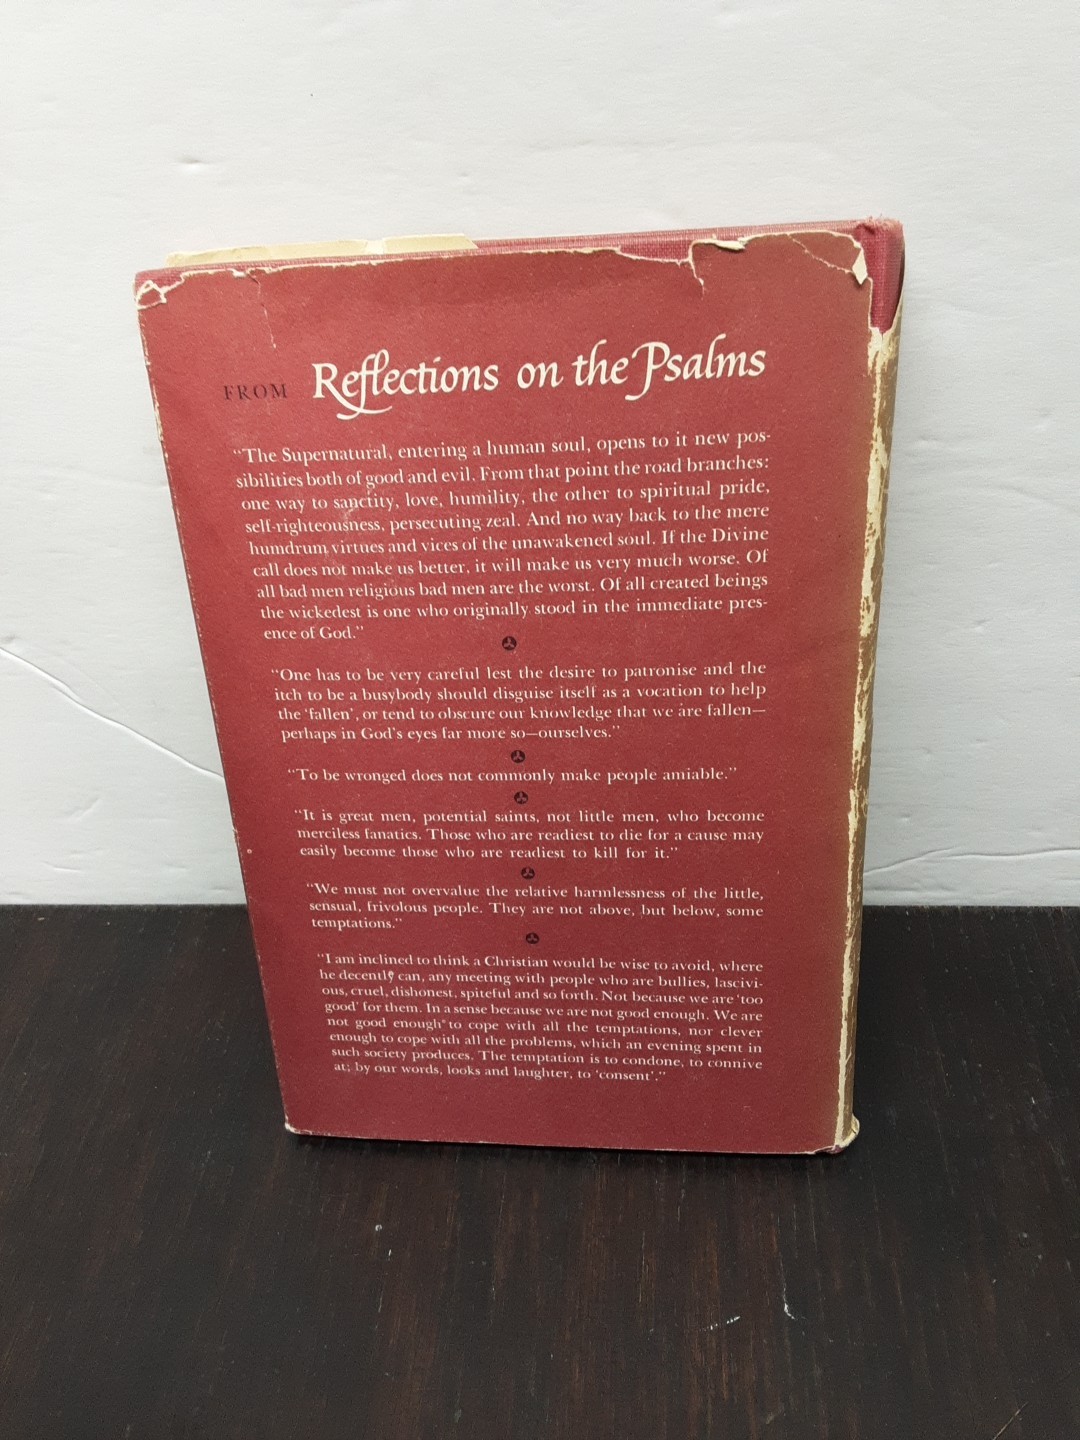 FROM Reflections on the Psalms
"The Supernatural, entering a human soul, opens to it new pos-
sibilities both of good and evil. From that point the road branches:
one way to sanctity, love, humility, the other to spiritual pride,
self-righteousness, persecuting zeal. And no way back to the mere
humdrum virtues and vices of the unawakened soul. If the Divine
call does not make us better, it will make us very much worse. Of
all bad men religious bad men are the worst. Of all created beings
the wickedest is one who originally stood in the immediate pres-
ence of God."
"One has to be very careful lest the desire to patronise and the
itch to be a busybody should disguise itself as a vocation to help
the 'fallen', or tend to obscure our knowledge that we are fallen—
perhaps in God's eyes far more so—ourselves."
"To be wronged does not commonly make people amiable."
"It is great men, potential saints, not little men, who become
merciless fanatics. Those who are readiest to die for a cause may
easily become those who are readiest to kill for it."
"We must not overvalue the relative harmlessness of the little,
sensual, frivolous people. They are not above, but below, some
temptations."
"I am inclined to think a Christian would be wise to avoid, where
he decently can, any meeting with people who are bullies, lascivi-
ous, cruel, dishonest, spiteful and so forth. Not because we are 'too
good' for them. In a sense because we are not good enough. We are
not good enough to cope with all the temptations, nor clever
enough to cope with all the problems, which an evening spent in
such society produces. The temptation is to condone, to connive
at; by our words, looks and laughter, to 'consent'."